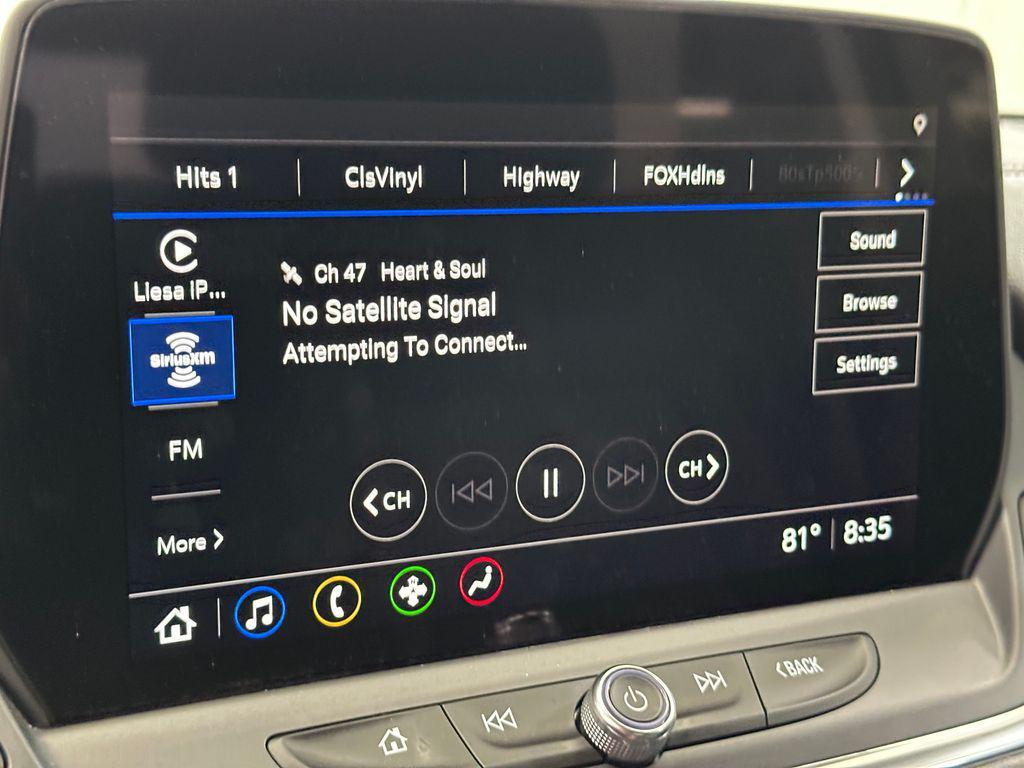 Hits 1
ClsVinyl
Highway
FOXHdlns
Liesa iP...
Ch 47 Heart & Soul
No Satellite Signal
Attempting To Connect...
Sound
Browse
Settings
SiriusXM
FM
More
CH
CH
81° 8:35
BACK